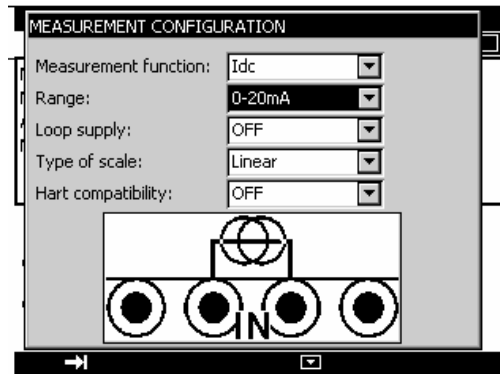 MEASUREMENT CONFIGURATION
Measurement function: Idc
Range: 0-20mA
Loop supply: OFF
Type of scale: Linear
Hart compatibility: OFF
IN